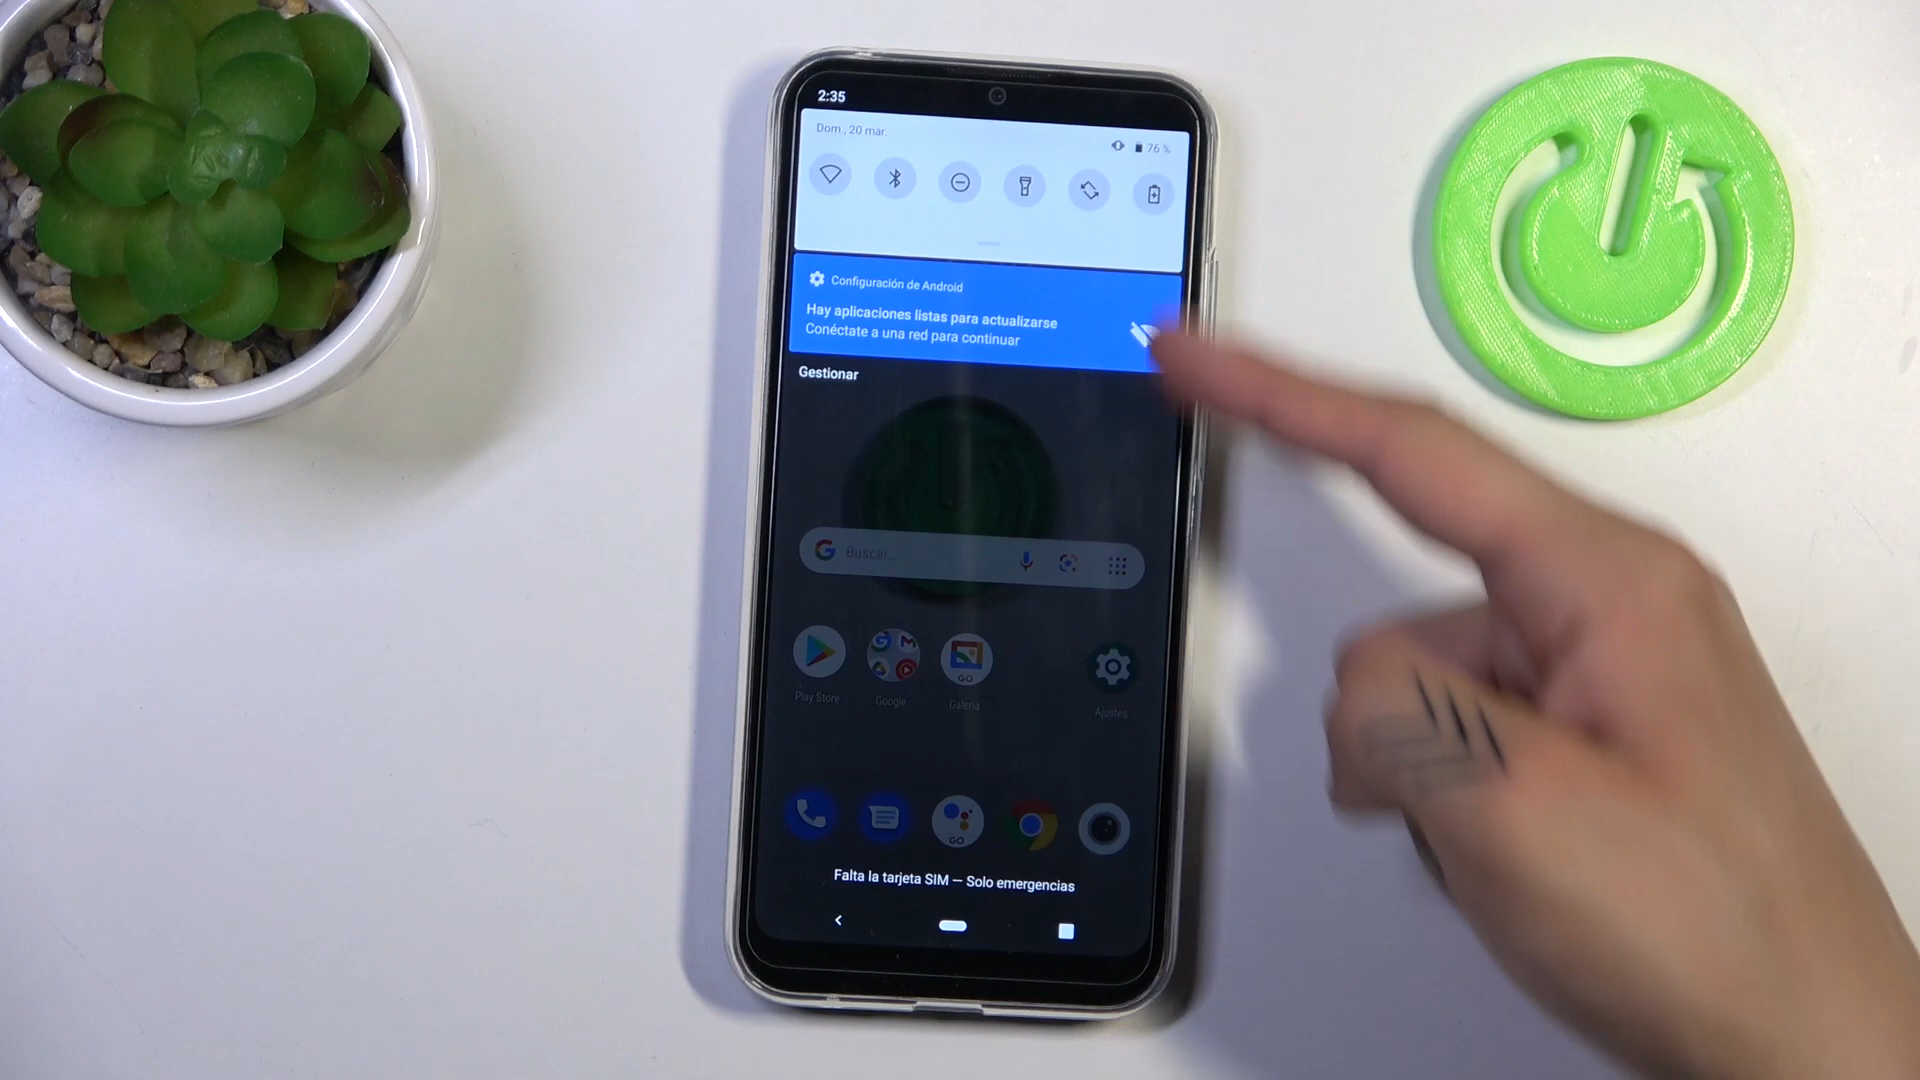 2:35
Dom., 20 mar.
76 %
Configuración de Android
Hay aplicaciones listas para actualizarse
Conéctate a una red para continuar
Gestionar
G Buscar...
Play Store
Google
Galería
Ajustes
GO
GO
Falta la tarjeta SIM — Solo emergencias